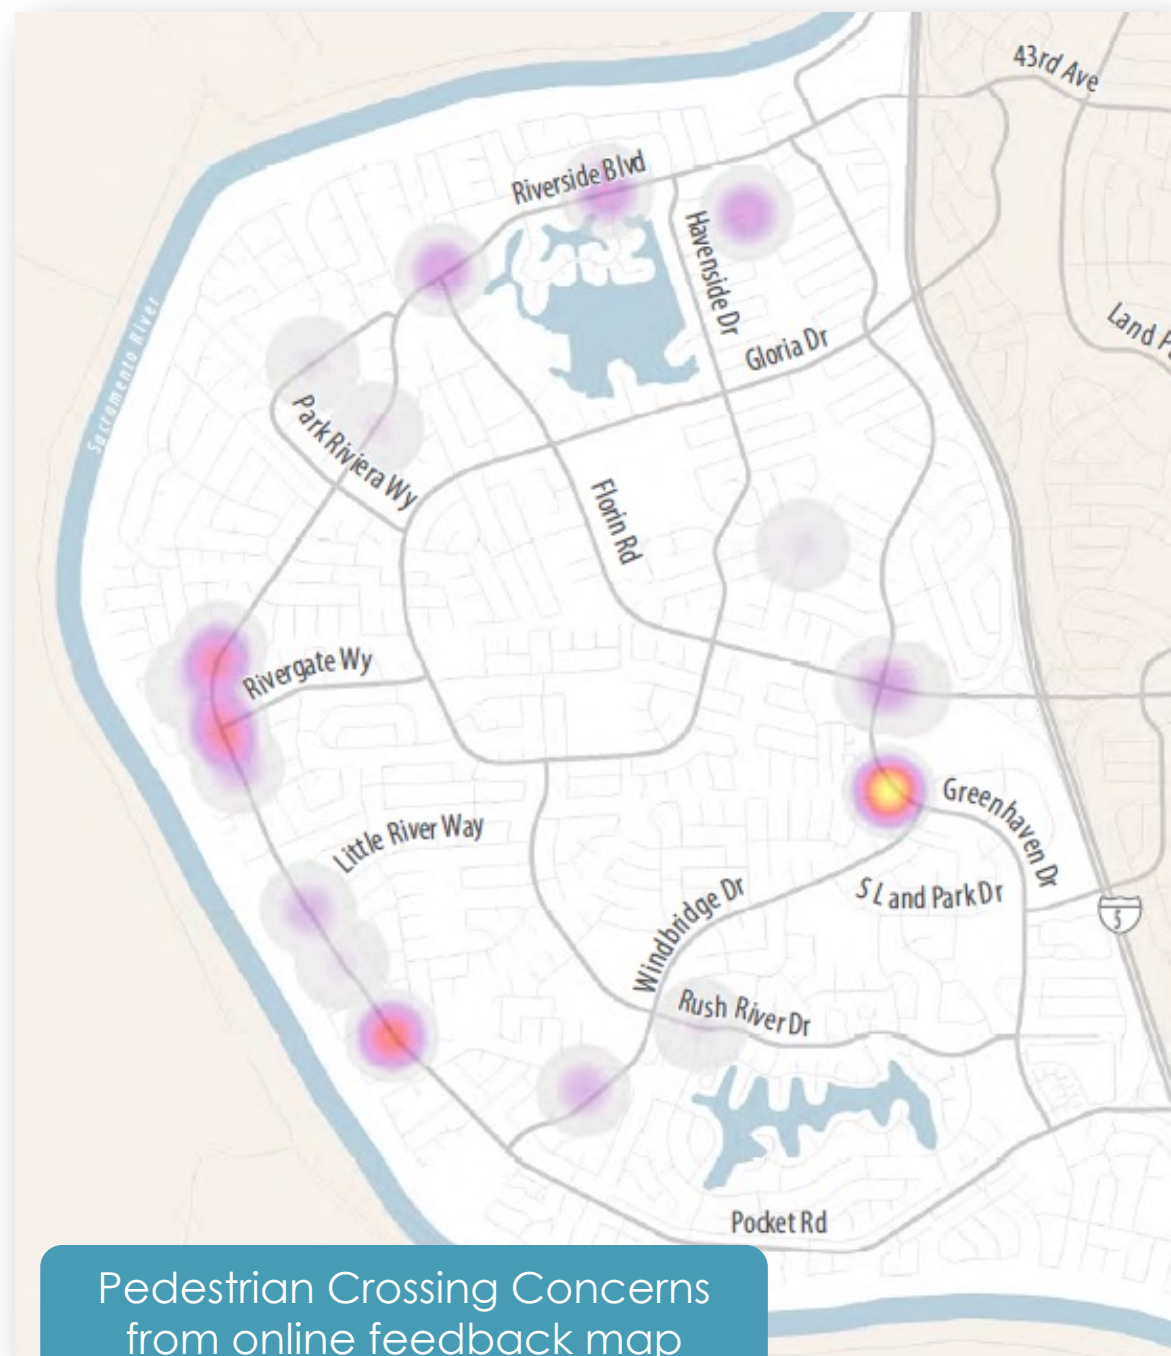 43rd Ave
Riverside Blvd
Havenside Dr
Sacramento River
Gloria Dr
Park Riviera Wy
Florin Rd
Rivergate Wy
Greenhaven Dr
Little River Way
S Land Park Dr
Windbridge Dr
5
Rush River Dr
Pocket Rd
Pedestrian Crossing Concerns
from online feedback map